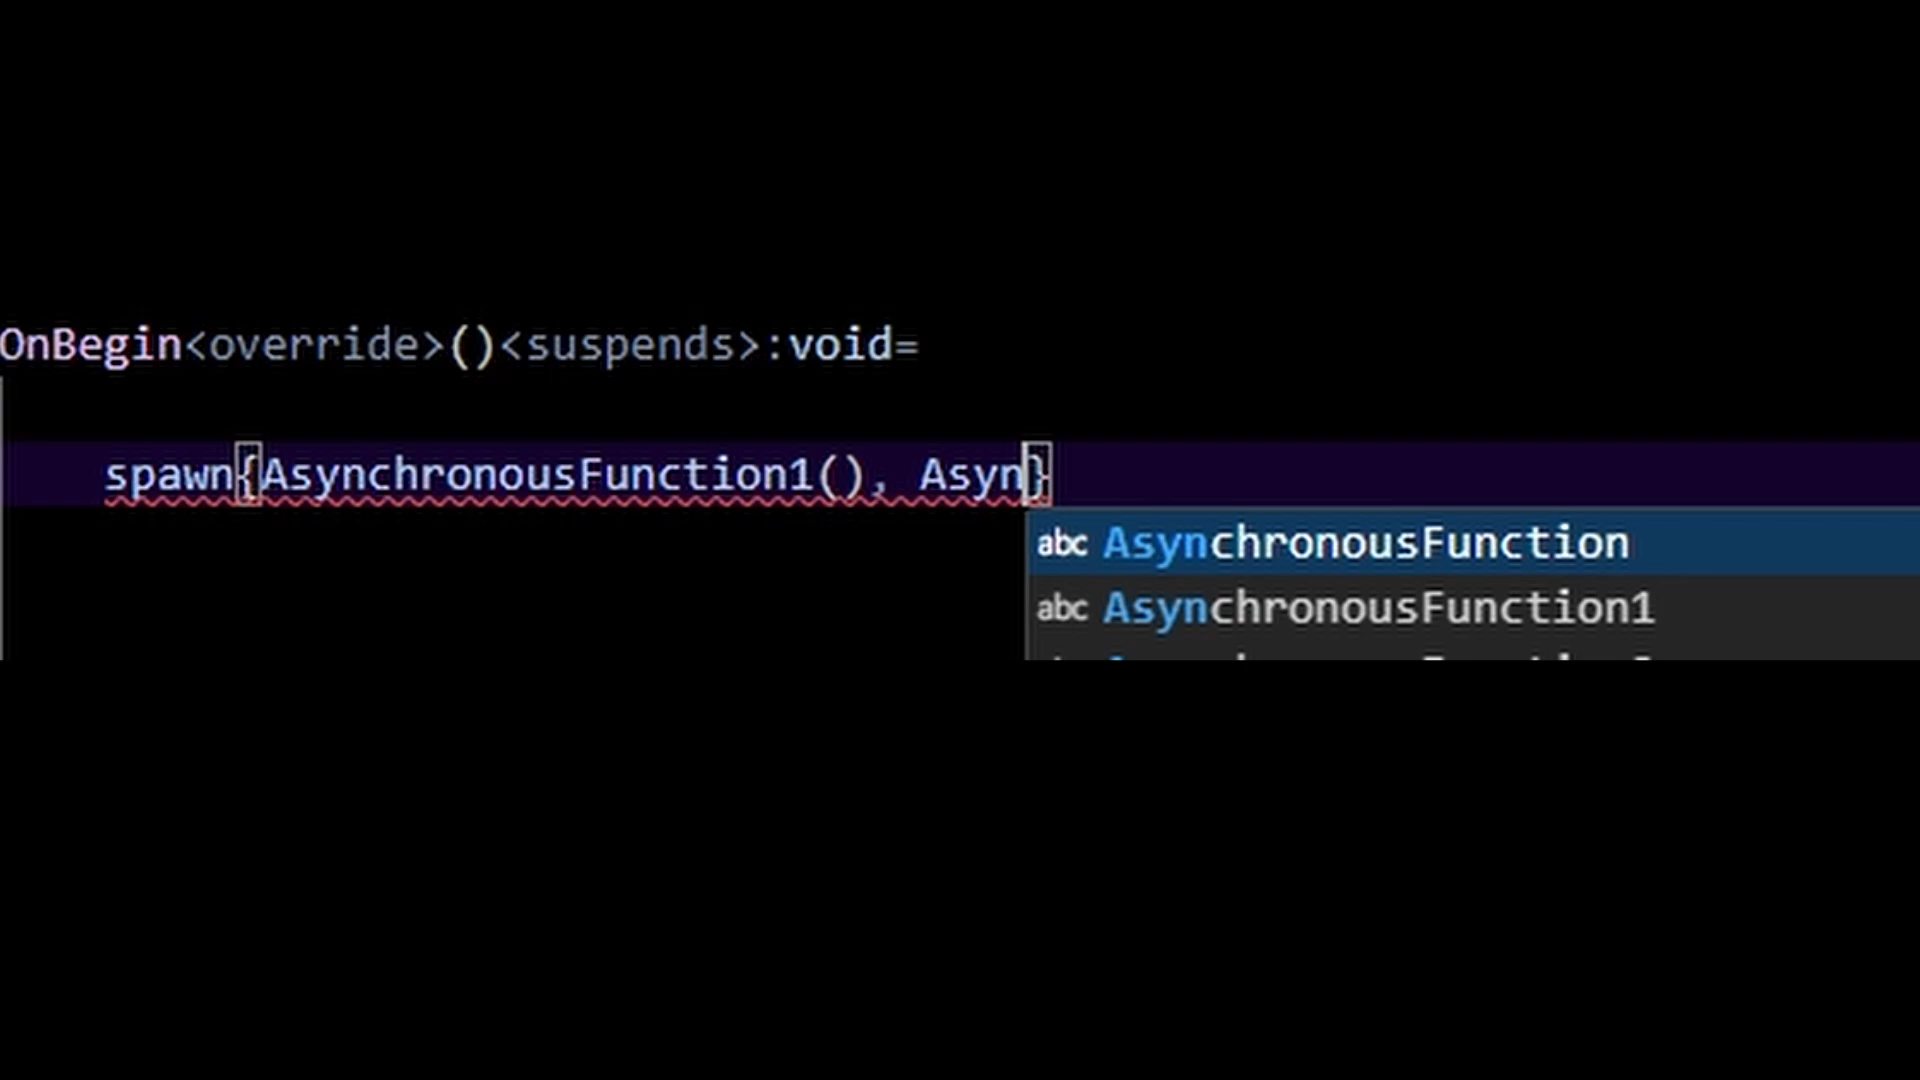 OnBegin<override>()<suspends>:void=
spawn{AsynchronousFunction1(), Asyn}
abc AsynchronousFunction
abc AsynchronousFunction1